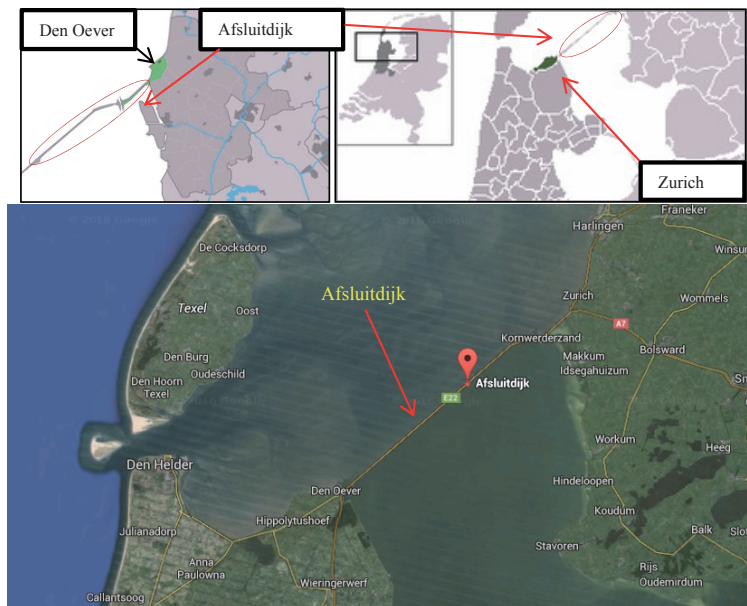 Den Oever
Afsluitdijk
Zurich
Franeker
Harlingen
De Cocksdorp
Winsum
Afsluitdijk
Zurich
Texel
Oost
Wommels
A7
Kornwerderzand
Bolsward
Den Burg
Makkum
Oudeschild
Idsegahuizum
Den Hoorn
Texel
Afsluitdijk
E22
Workum
Heeg
Den Helder
Hindeloopen
Den Oever
Koudum
Hippolytushoef
Julianadorp
Balk
Slot
Stavoren
Anna
Paulowna
Rijs
Wieringerwerf
Oudemirdum
Callantsoog